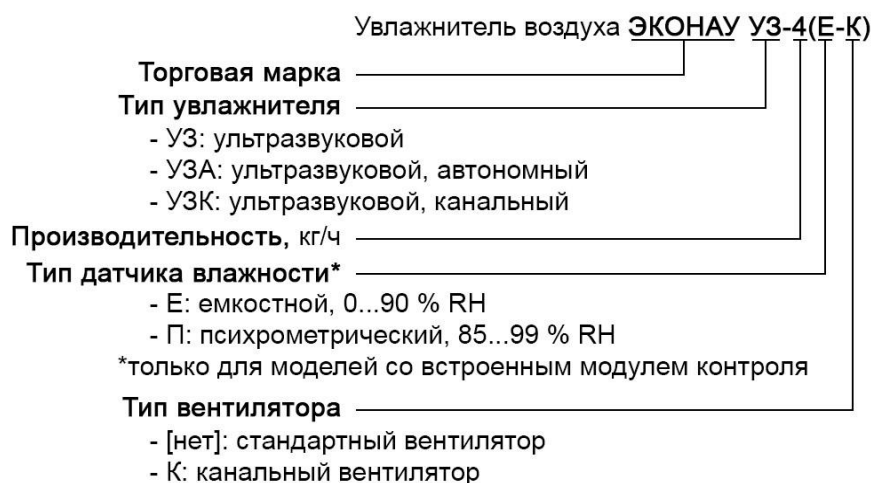 Увлажнитель воздуха ЭКОНАУ УЗ-4(Е-К)
Торговая марка
Тип увлажнителя
- УЗ: ультразвуковой
- УЗА: ультразвуковой, автономный
- УЗК: ультразвуковой, канальный
Производительность, кг/ч
Тип датчика влажности*
- Е: емкостной, 0...90 % RH
- П: психрометрический, 85...99 % RH
*только для моделей со встроенным модулем контроля
Тип вентилятора
- [нет]: стандартный вентилятор
- К: канальный вентилятор